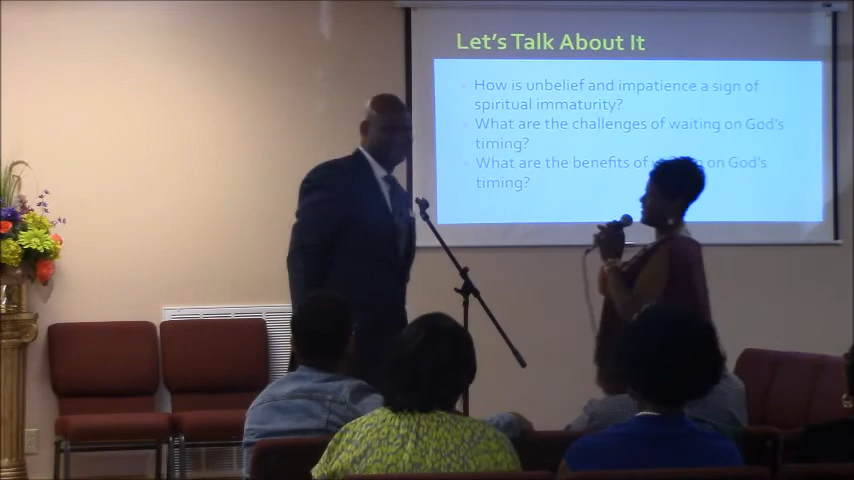 Let's Talk About It
How is unbelief and impatience a sign of
spiritual immaturity?
What are the challenges of waiting on God's
timing?
What are the benefits of on God's
timing?